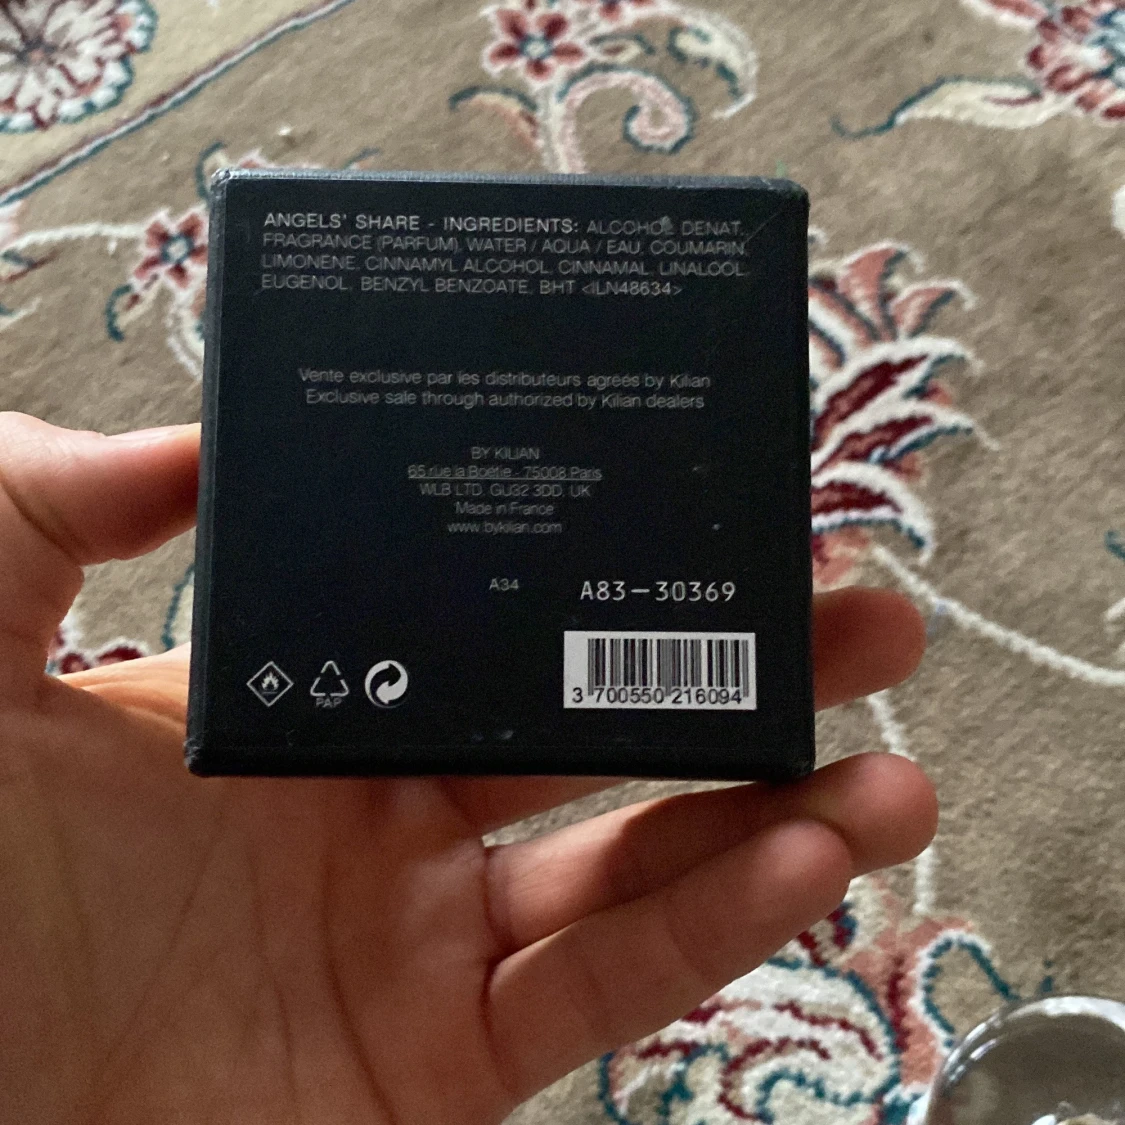 ANGELS' SHARE - INGREDIENTS: ALCOHOL DENAT.,
FRAGRANCE (PARFUM), WATER / AQUA / EAU, COUMARIN,
LIMONENE, CINNAMYL ALCOHOL, CINNAMAL, LINALOOL,
EUGENOL, BENZYL BENZOATE, BHT <ILN48634>
Vente exclusive par les distributeurs agréés by Kilian
Exclusive sale through authorized by Kilian dealers
BY KILIAN
65 rue la Boétie - 75008 Paris
WLB LTD. GU32 3DD, UK
Made in France
www.bykilian.com
A34
A83-30369
PAP
3 700550 216094